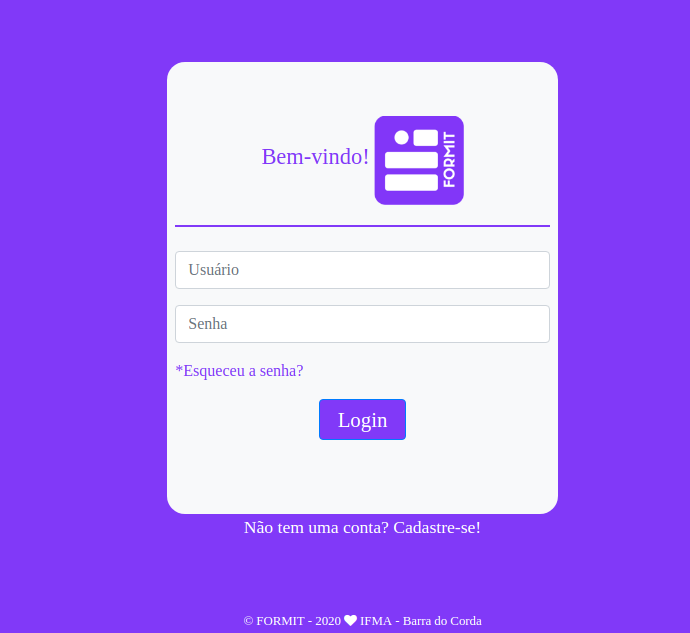 Bem-vindo!
FORMIT
Usuário
Senha
*Esqueceu a senha?
Login
Não tem uma conta? Cadastre-se!
© FORMIT - 2020 IFMA - Barra do Corda